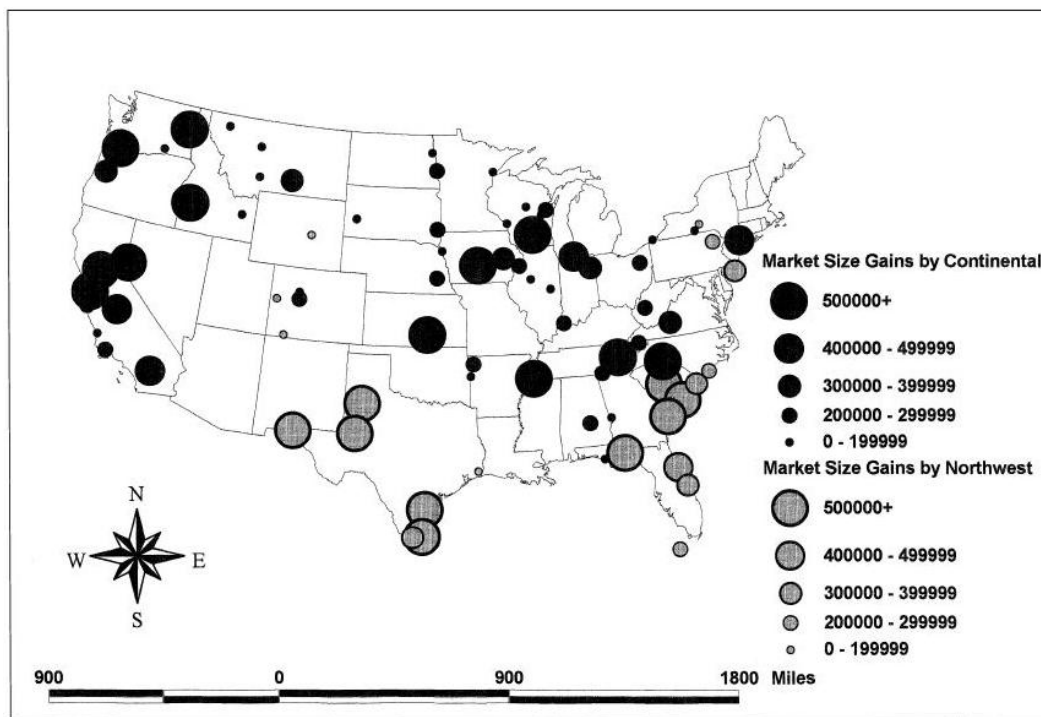 Market Size Gains by Continental
500000+
400000 - 499999
300000 - 399999
200000 - 299999
0 - 199999
Market Size Gains by Northwest
500000+
400000 - 499999
300000 - 399999
200000 - 299999
0 - 199999
N
W E
S
900 0 900 1800 Miles